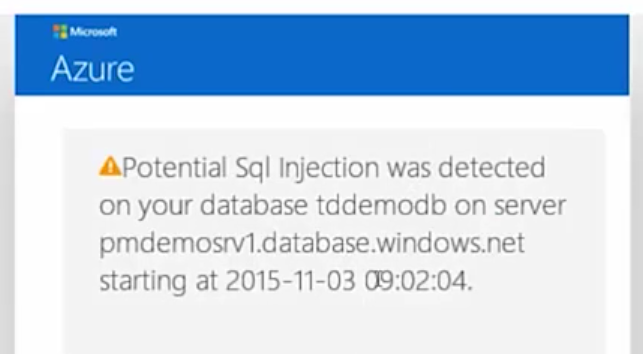 Microsoft
Azure
Potential Sql Injection was detected
on your database tddemodb on server
pmdemosrv1.database.windows.net
starting at 2015-11-03 09:02:04.